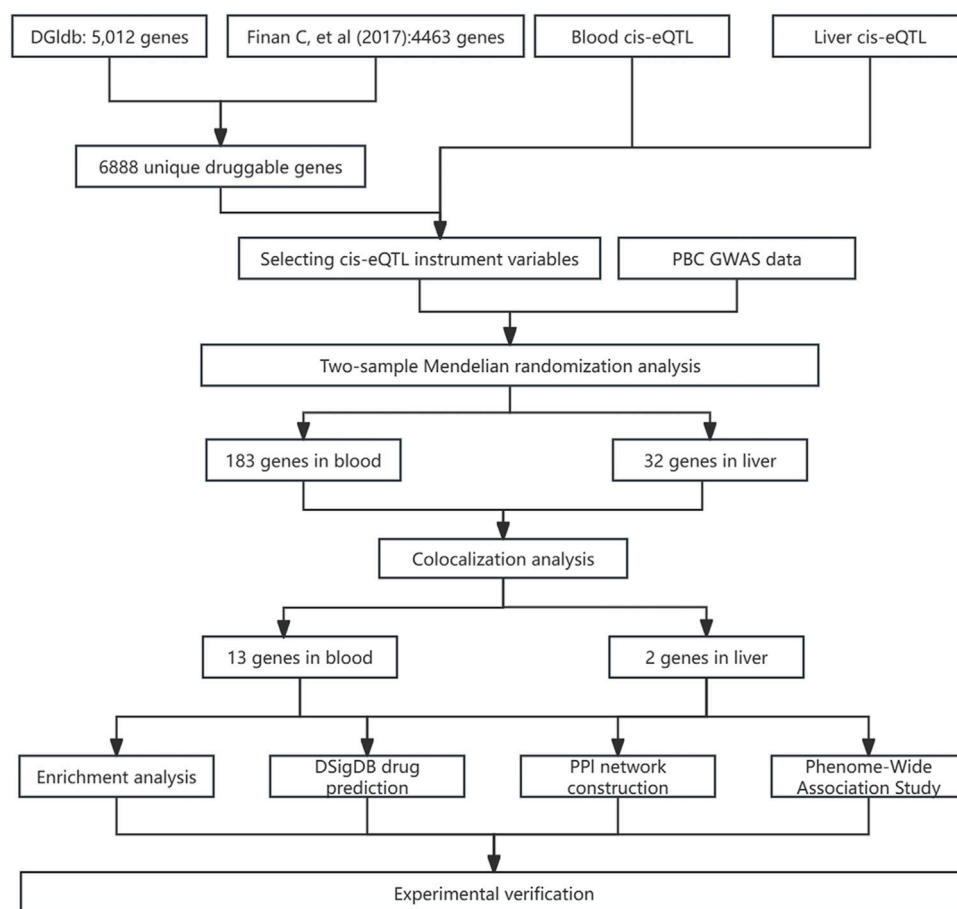 DGldb: 5,012 genes
Finan C, et al (2017):4463 genes
Blood cis-eQTL
Liver cis-eQTL
6888 unique druggable genes
Selecting cis-eQTL instrument variables
PBC GWAS data
Two-sample Mendelian randomization analysis
183 genes in blood
32 genes in liver
Colocalization analysis
13 genes in blood
2 genes in liver
Enrichment analysis
DSigDB drug
prediction
PPI network
construction
Phenome-Wide
Association Study
Experimental verification